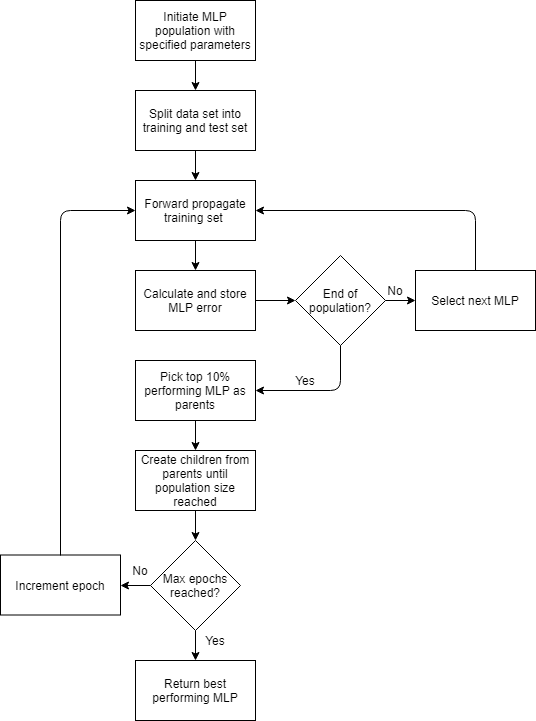 Initiate MLP
population with
specified parameters
Split data set into
training and test set
Forward propagate
training set
Calculate and store
MLP error
End of
population?
No
Select next MLP
Yes
Pick top 10%
performing MLP as
parents
Create children from
parents until
population size
reached
Max epochs
reached?
No
Increment epoch
Yes
Return best
performing MLP